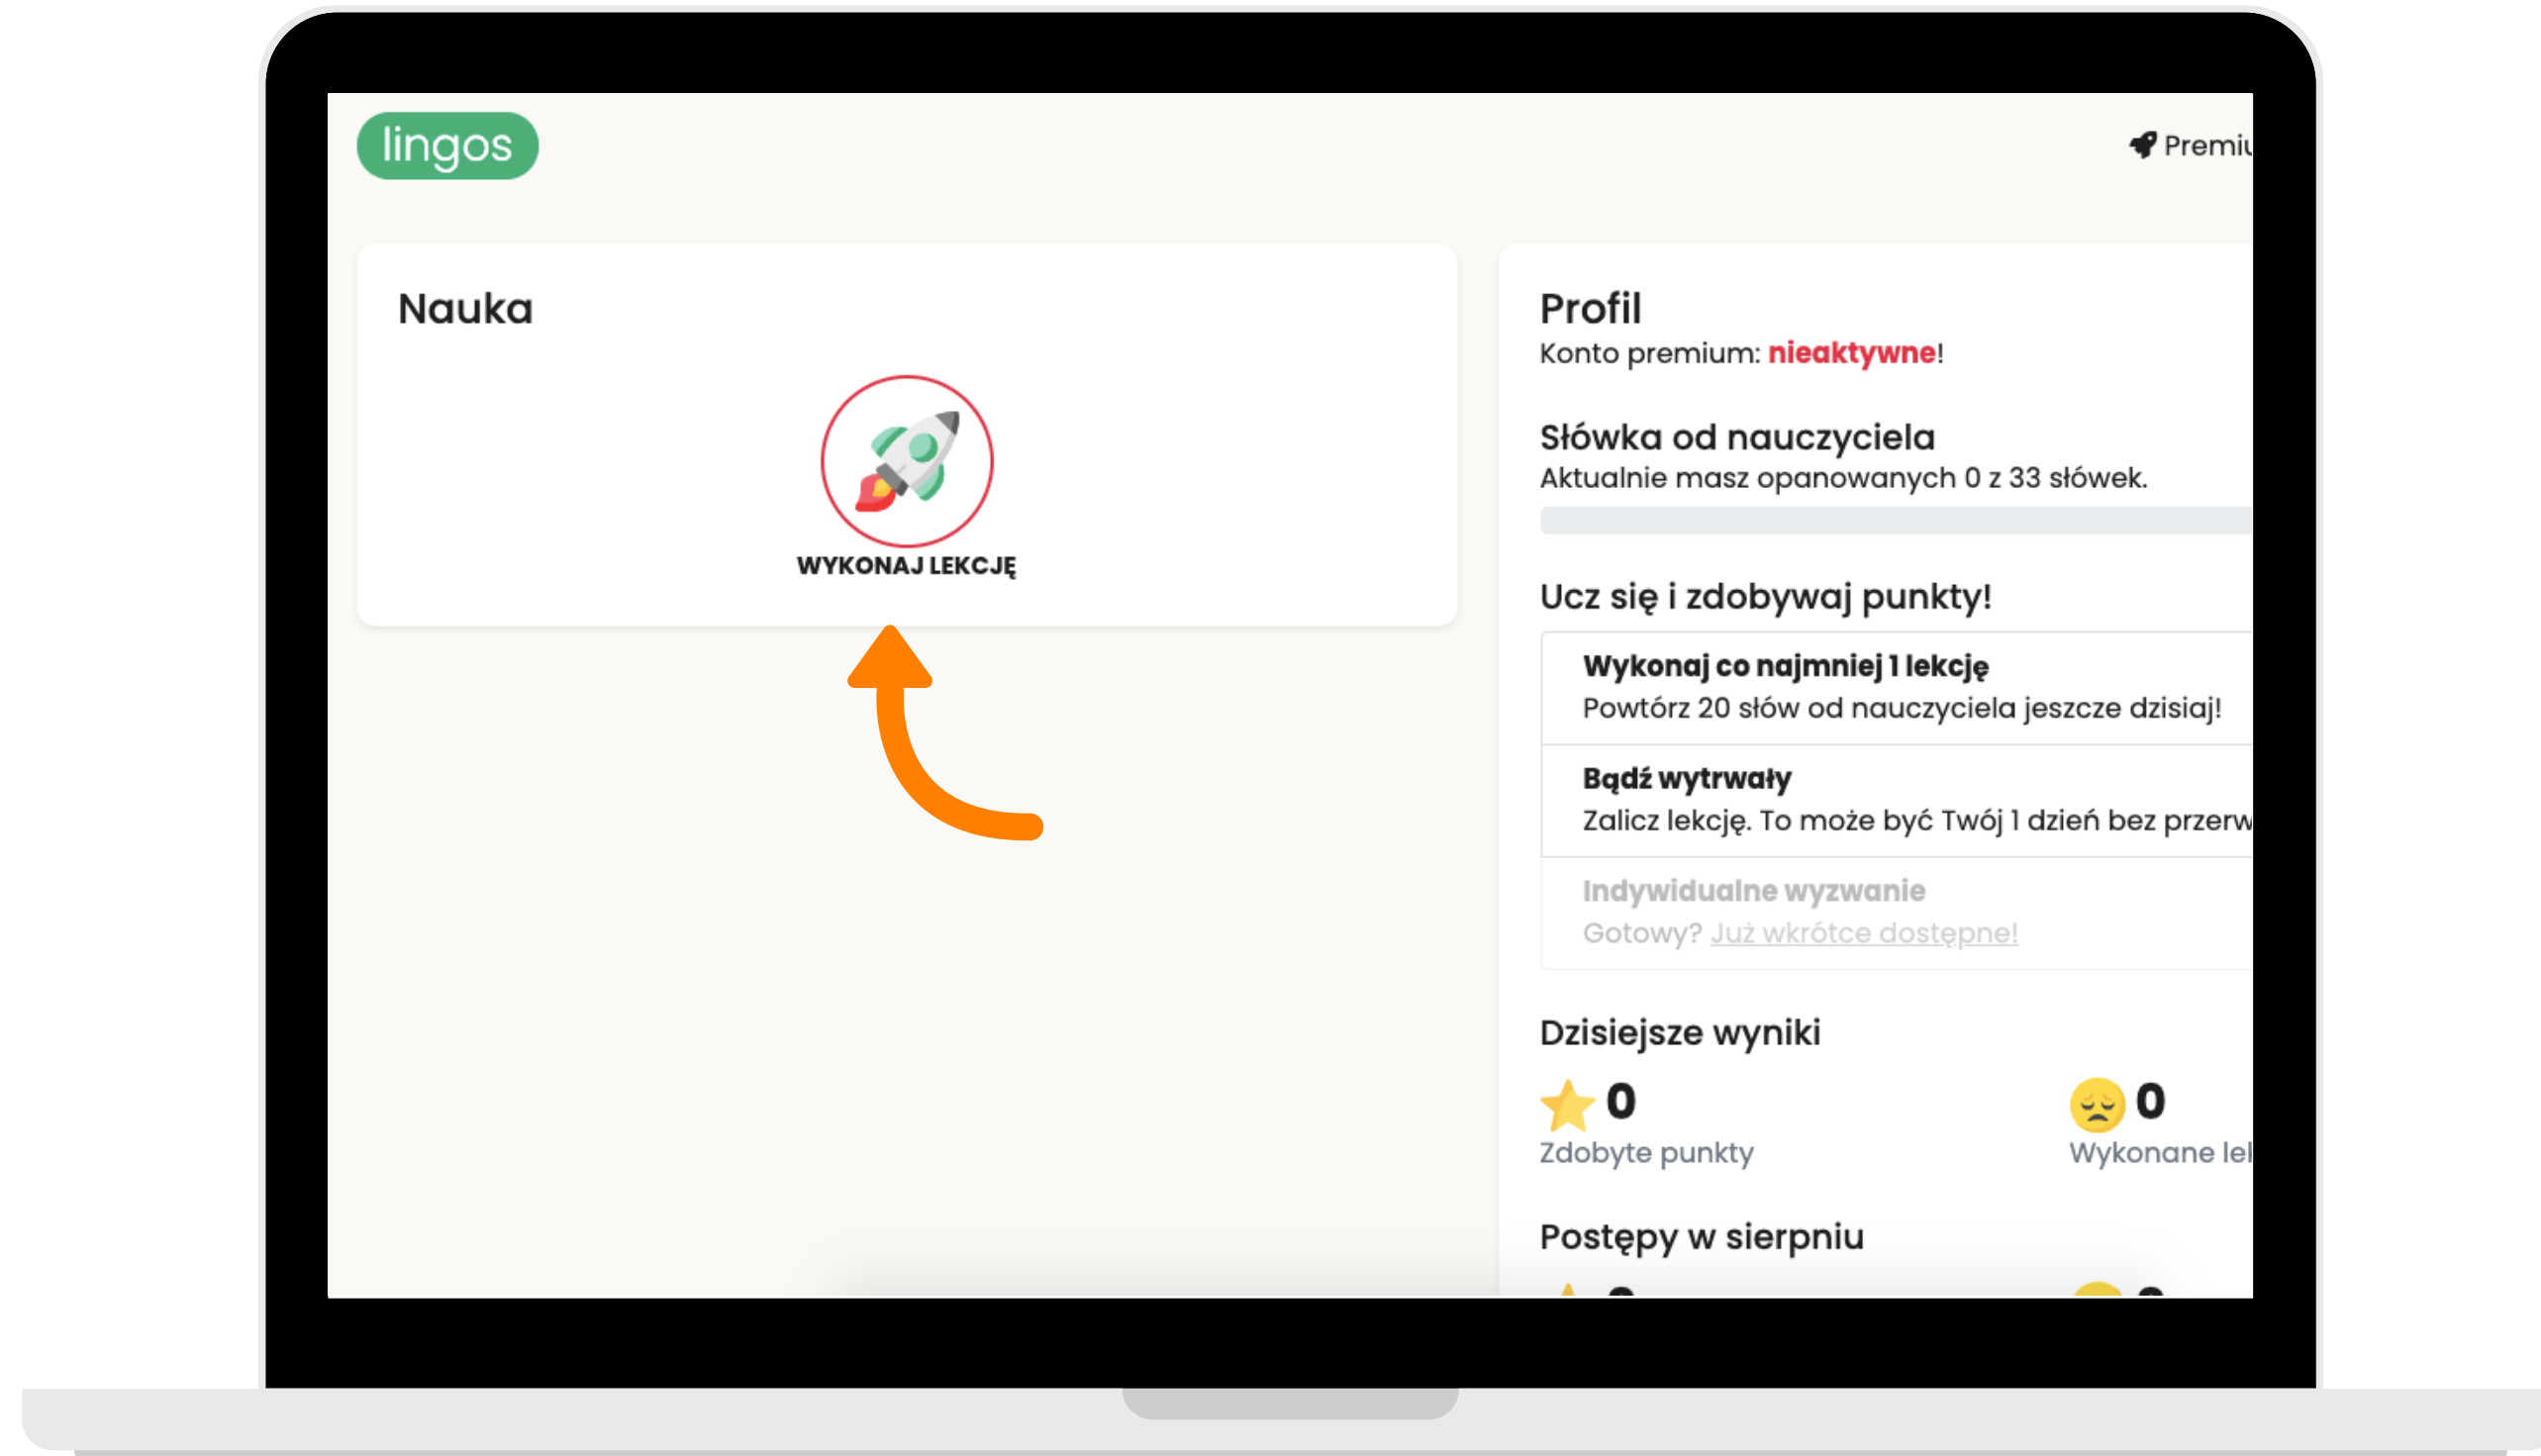 lingos
Nauka
WYKONAJ LEKCJĘ
Profil
Konto premium: nieaktywne!
Słówka od nauczyciela
Aktualnie masz opanowanych 0 z 33 słówek.
Ucz się i zdobywaj punkty!
Wykonaj co najmniej 1 lekcję
Powtórz 20 słów od nauczyciela jeszcze dzisiaj!
Bądź wytrwały
Zalicz lekcję. To może być Twój 1 dzień bez
Indywidualne wyzwanie
Gotowy? Już wkrótce dostępne!
Dzisiejsze wyniki
0 0
Zdobyte punkty Wykonane
Postępy w sierpniu